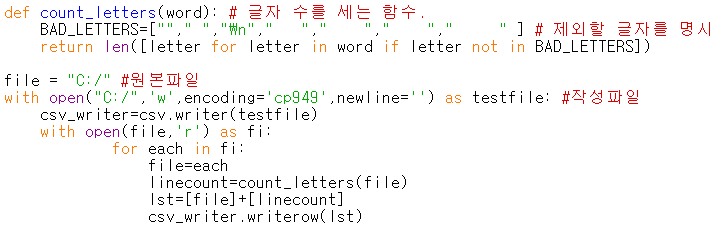 def count_letters(word): # 글자 수를 세는 함수.
    BAD_LETTERS=[""," ","₩n","   ","     ","    ","      " ] # 제외할 글자를 명시
    return len([letter for letter in word if letter not in BAD_LETTERS])
file = "C:/" #원본파일
with open("C:/",'w',encoding='cp949',newline='') as testfile: #작성파일
    csv_writer=csv.writer(testfile)
    with open(file,'r') as fi:
            for each in fi:
                file=each
                linecount=count_letters(file)
                lst=[file]+[linecount]
                csv_writer.writerow(lst)